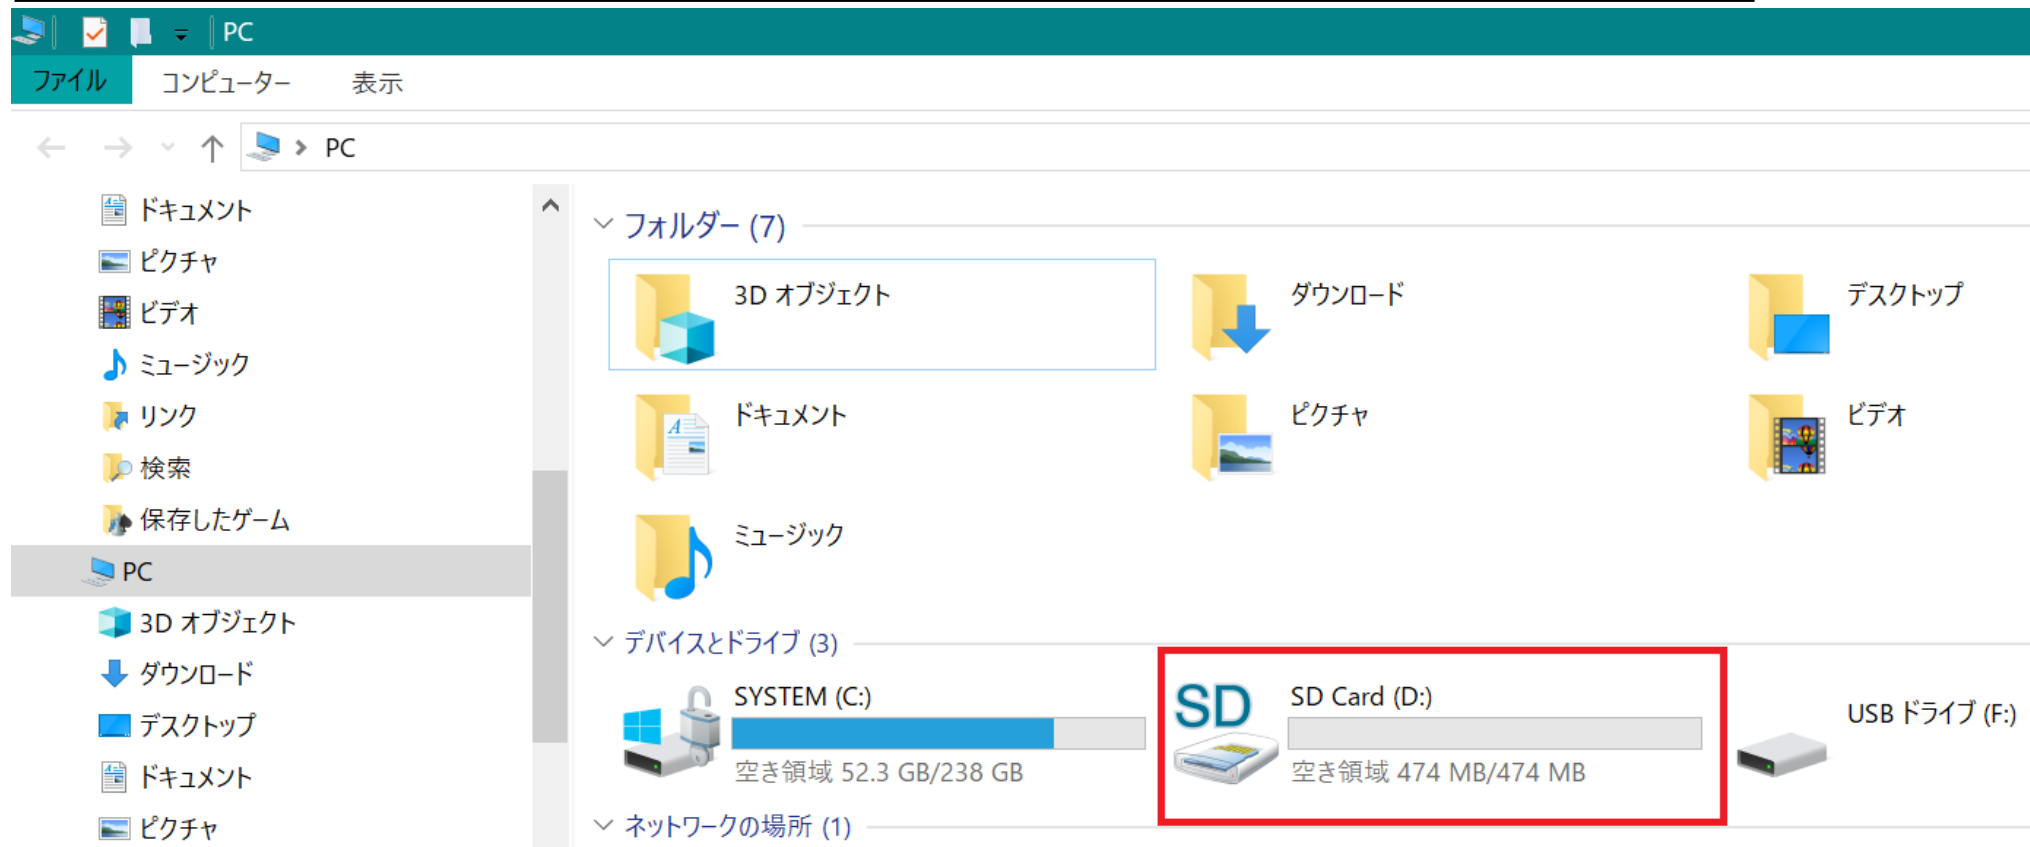 PC
ファイル コンピューター 表示
PC
ドキュメント
ピクチャ
ビデオ
ミュージック
リンク
検索
保存したゲーム
PC
3D オブジェクト
ダウンロード
デスクトップ
ドキュメント
ピクチャ
フォルダー (7)
3D オブジェクト ダウンロード デスクトップ
ドキュメント ピクチャ ビデオ
ミュージック
デバイスとドライブ (3)
SYSTEM (C:)
空き領域 52.3 GB/238 GB
SD
SD Card (D:)
空き領域 474 MB/474 MB
USB ドライブ (F:)
ネットワークの場所 (1)